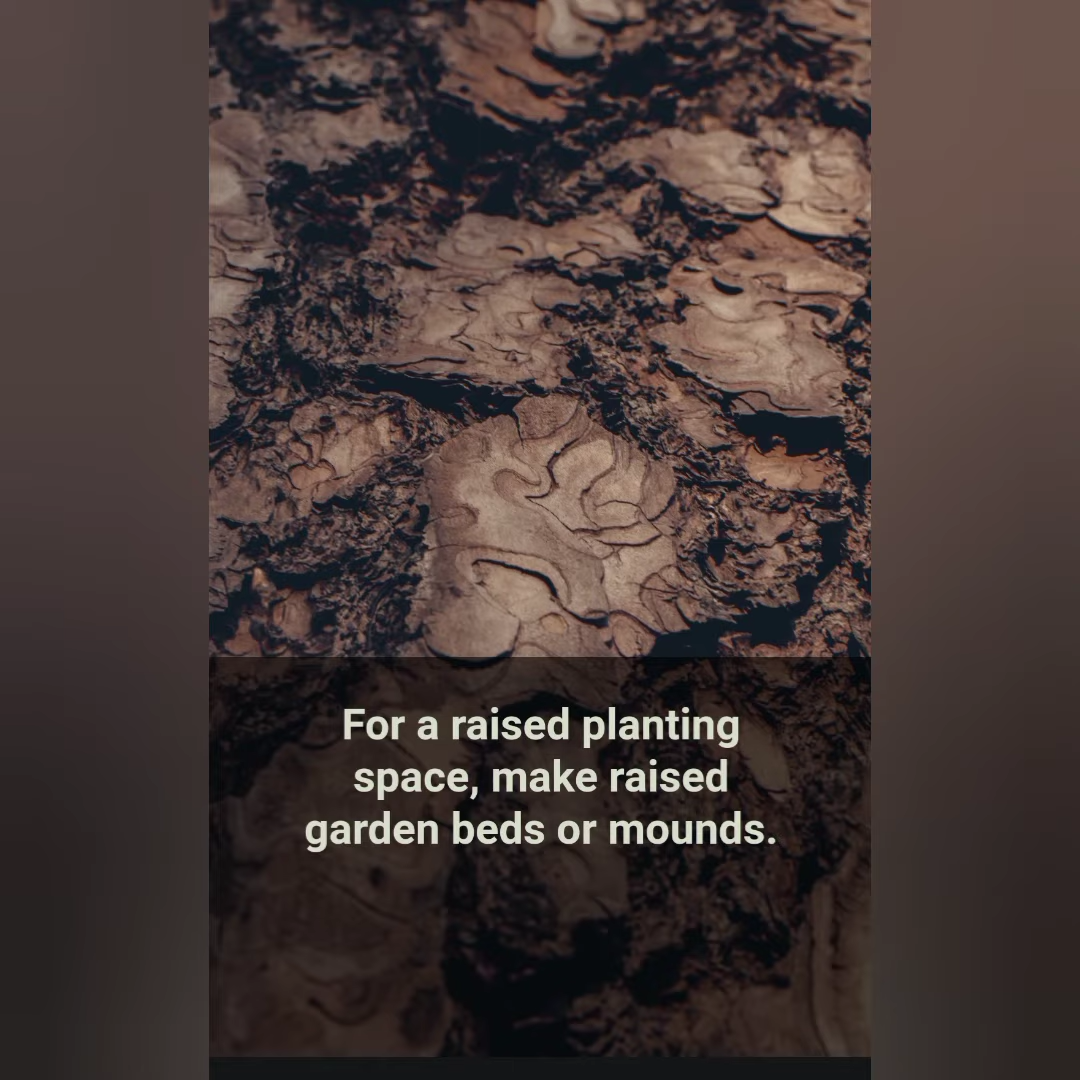 For a raised planting
space, make raised
garden beds or mounds.